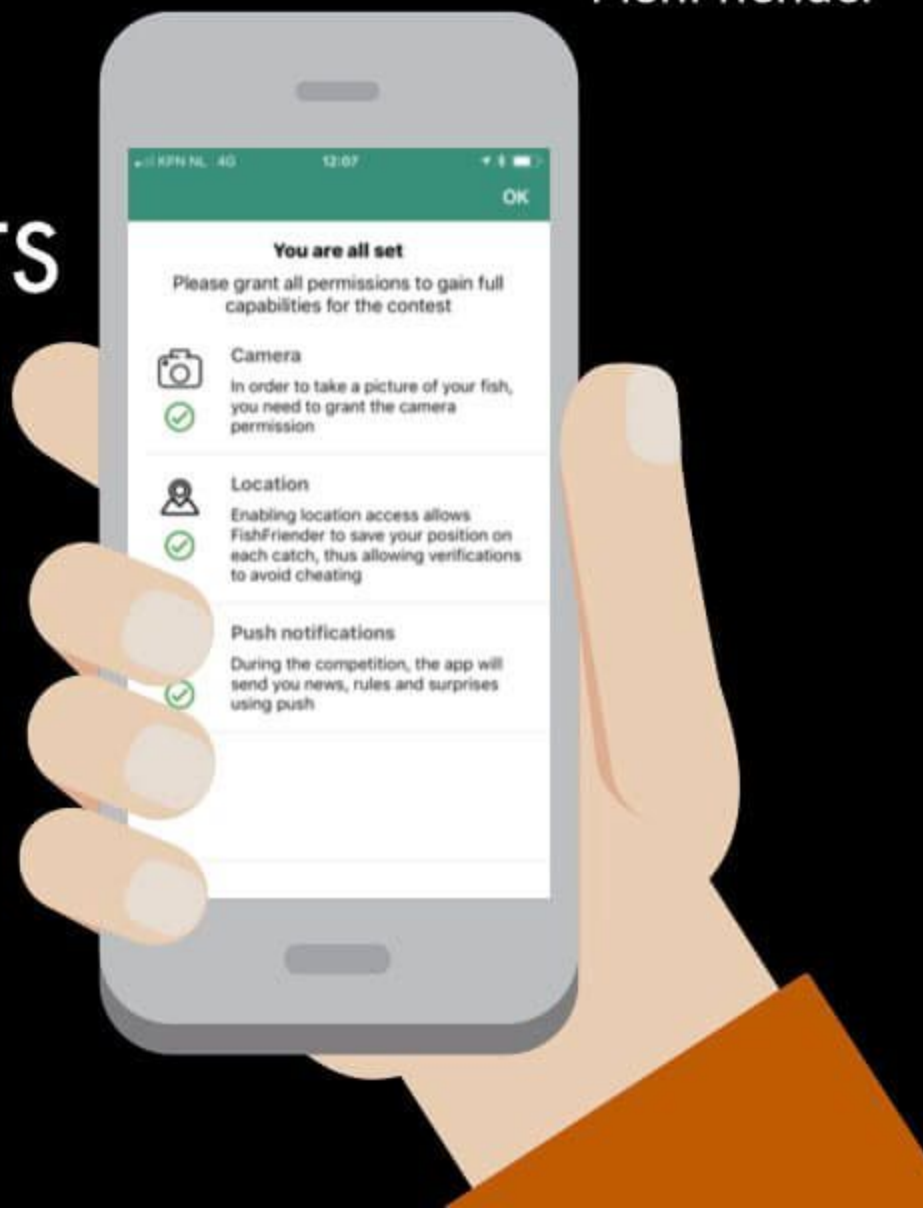 KPN NL 4G 12:07
OK
TS
You are all set
Please grant all permissions to gain full
capabilities for the contest
Camera
In order to take a picture of your fish,
you need to grant the camera
permission
Location
Enabling location access allows
FishFriender to save your position on
each catch, thus allowing verifications
to avoid cheating
Push notifications
During the competition, the app will
send you news, rules and surprises
using push